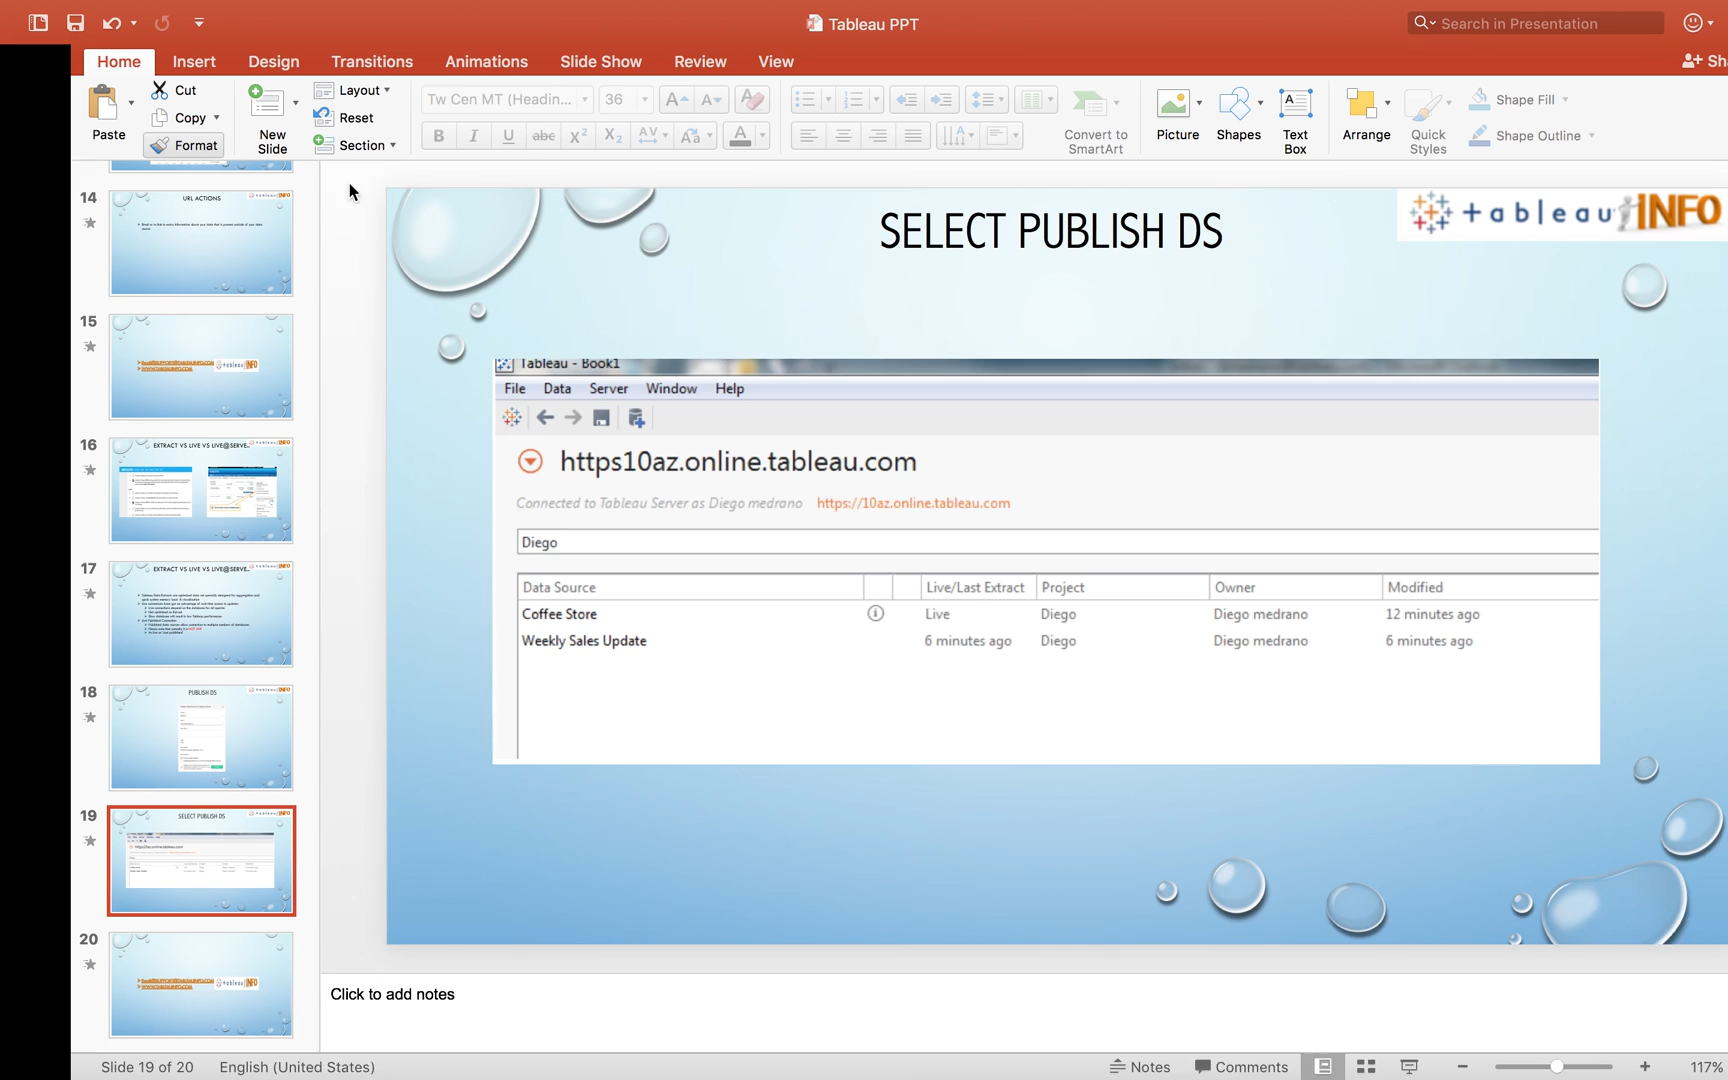 Tableau PPT
Search in Presentation
Home Insert Design Transitions Animations Slide Show Review View
Cut
Copy
Format
Paste
New Slide
Layout
Reset
Section
Tw Cen MT (Headin... 36
Convert to SmartArt
Picture
Shapes
Text Box
Arrange
Quick Styles
Shape Fill
Shape Outline
14
URL ACTIONS
15
16
EXTRACT VS LIVE VS LIVE@SERVE...
17
EXTRACT VS LIVE VS LIVE@SERVE...
18
PUBLISH DS
19
SELECT PUBLISH DS
20
SELECT PUBLISH DS
+ableau INFO
Tableau - Book1
File Data Server Window Help
https10az.online.tableau.com
Connected to Tableau Server as Diego medrano https://10az.online.tableau.com
Diego
Data Source Live/Last Extract Project Owner Modified
Coffee Store Live Diego Diego medrano 12 minutes ago
Weekly Sales Update 6 minutes ago Diego Diego medrano 6 minutes ago
Click to add notes
Slide 19 of 20 English (United States) Notes Comments 117%